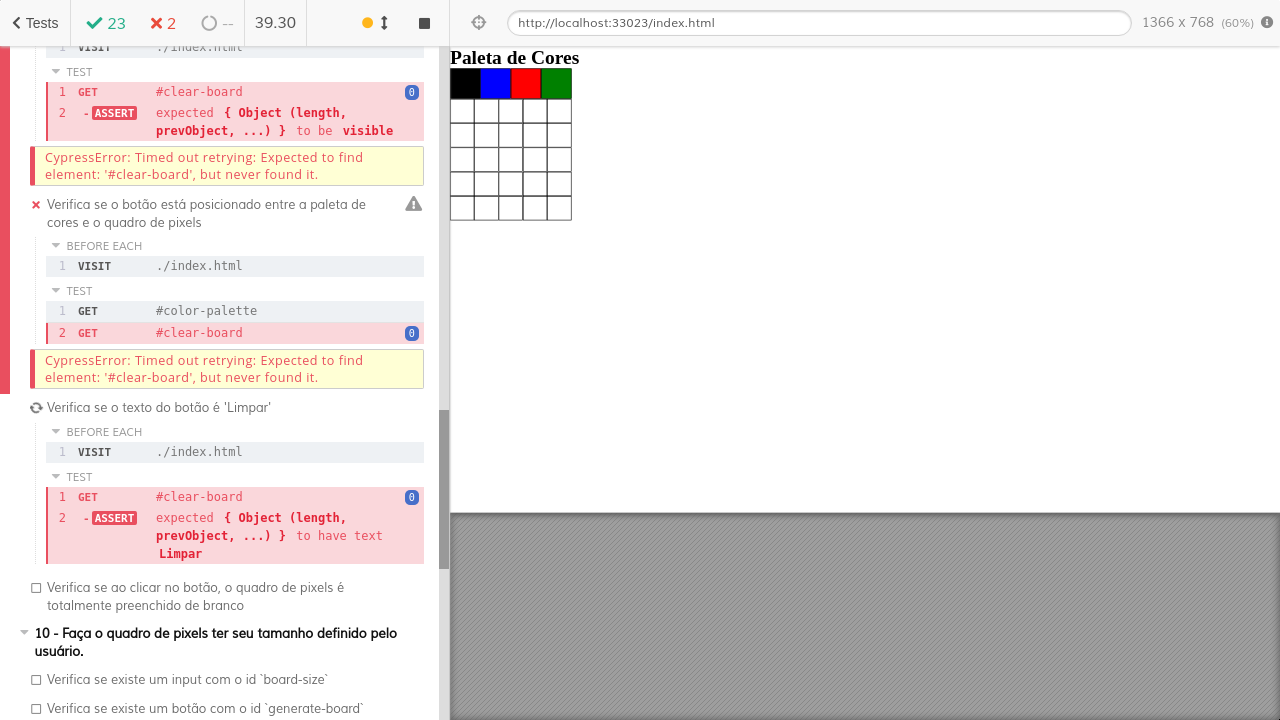 Tests 23 2 -- 39.30 http://localhost:33023/index.html 1366 x 768 (60%)
1 VISIT ./index.html
TEST
1 GET #clear-board 0
2 - ASSERT expected { Object (length,
prevObject, ...) } to be visible
CypressError: Timed out retrying: Expected to find
element: '#clear-board', but never found it.
Verifica se o botão está posicionado entre a paleta de
cores e o quadro de pixels
BEFORE EACH
1 VISIT ./index.html
TEST
1 GET #color-palette
2 GET #clear-board 0
CypressError: Timed out retrying: Expected to find
element: '#clear-board', but never found it.
Verifica se o texto do botão é 'Limpar'
BEFORE EACH
1 VISIT ./index.html
TEST
1 GET #clear-board 0
2 - ASSERT expected { Object (length,
prevObject, ...) } to have text
Limpar
Verifica se ao clicar no botão, o quadro de pixels é
totalmente preenchido de branco
10 - Faça o quadro de pixels ter seu tamanho definido pelo
usuário.
Verifica se existe um input com o id `board-size`
Verifica se existe um botão com o id `generate-board`
Paleta de Cores